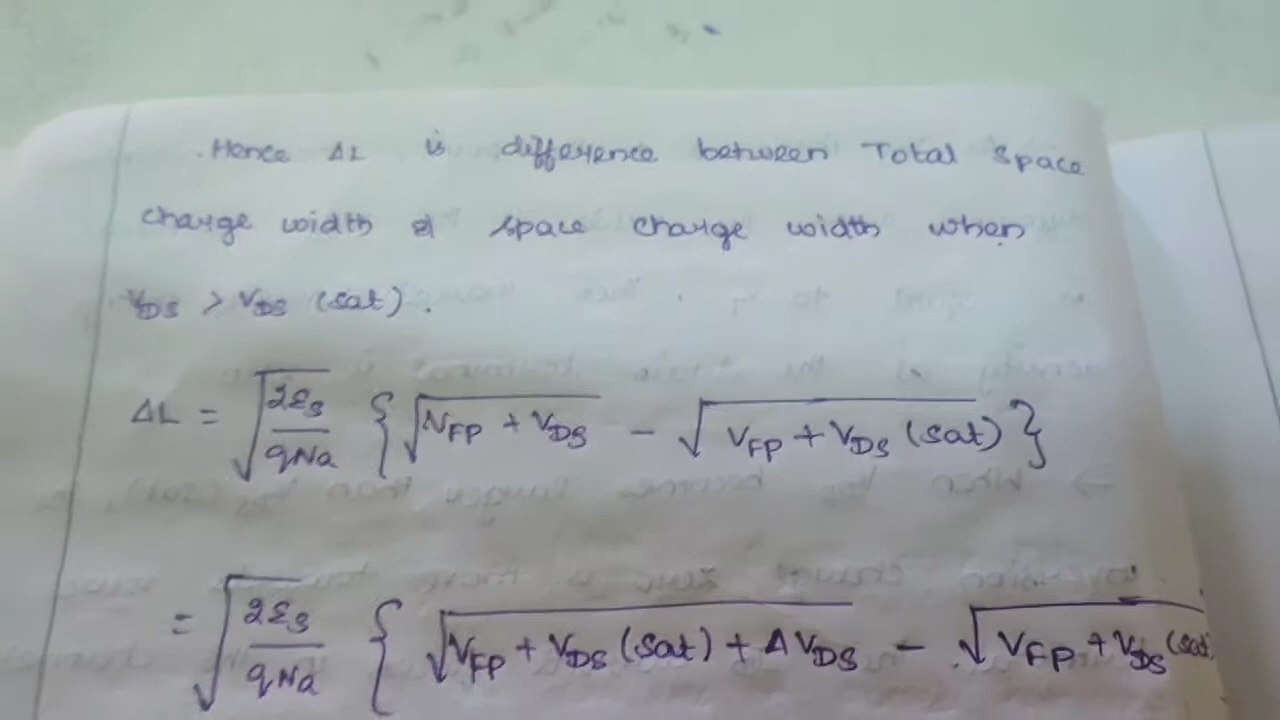 Hence ΔL is difference between Total Space
charge width & space charge width when
VDS > VDS (sat).
ΔL = √(2εs/qNa) { √(VFP + VDS) - √(VFP + VDS (sat)) }
= √(2εs/qNa) { √(VFP + VDS (sat) + ΔVDS) - √(VFP + VDS (sat)